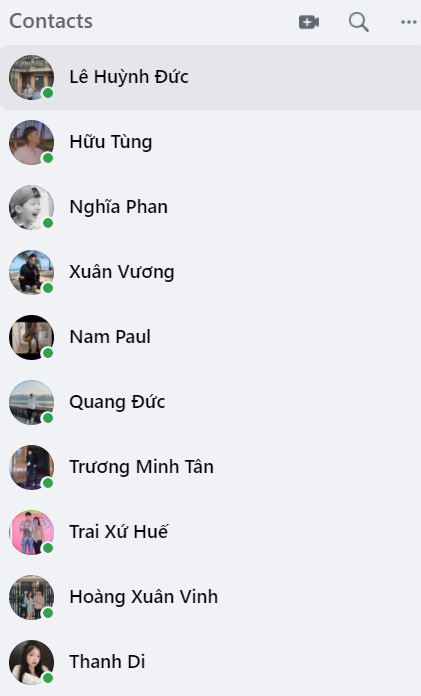 Contacts
Lê Huỳnh Đức
Hữu Tùng
Nghĩa Phan
Xuân Vương
Nam Paul
Quang Đức
Trương Minh Tân
Trai Xứ Huế
Hoàng Xuân Vinh
Thanh Di